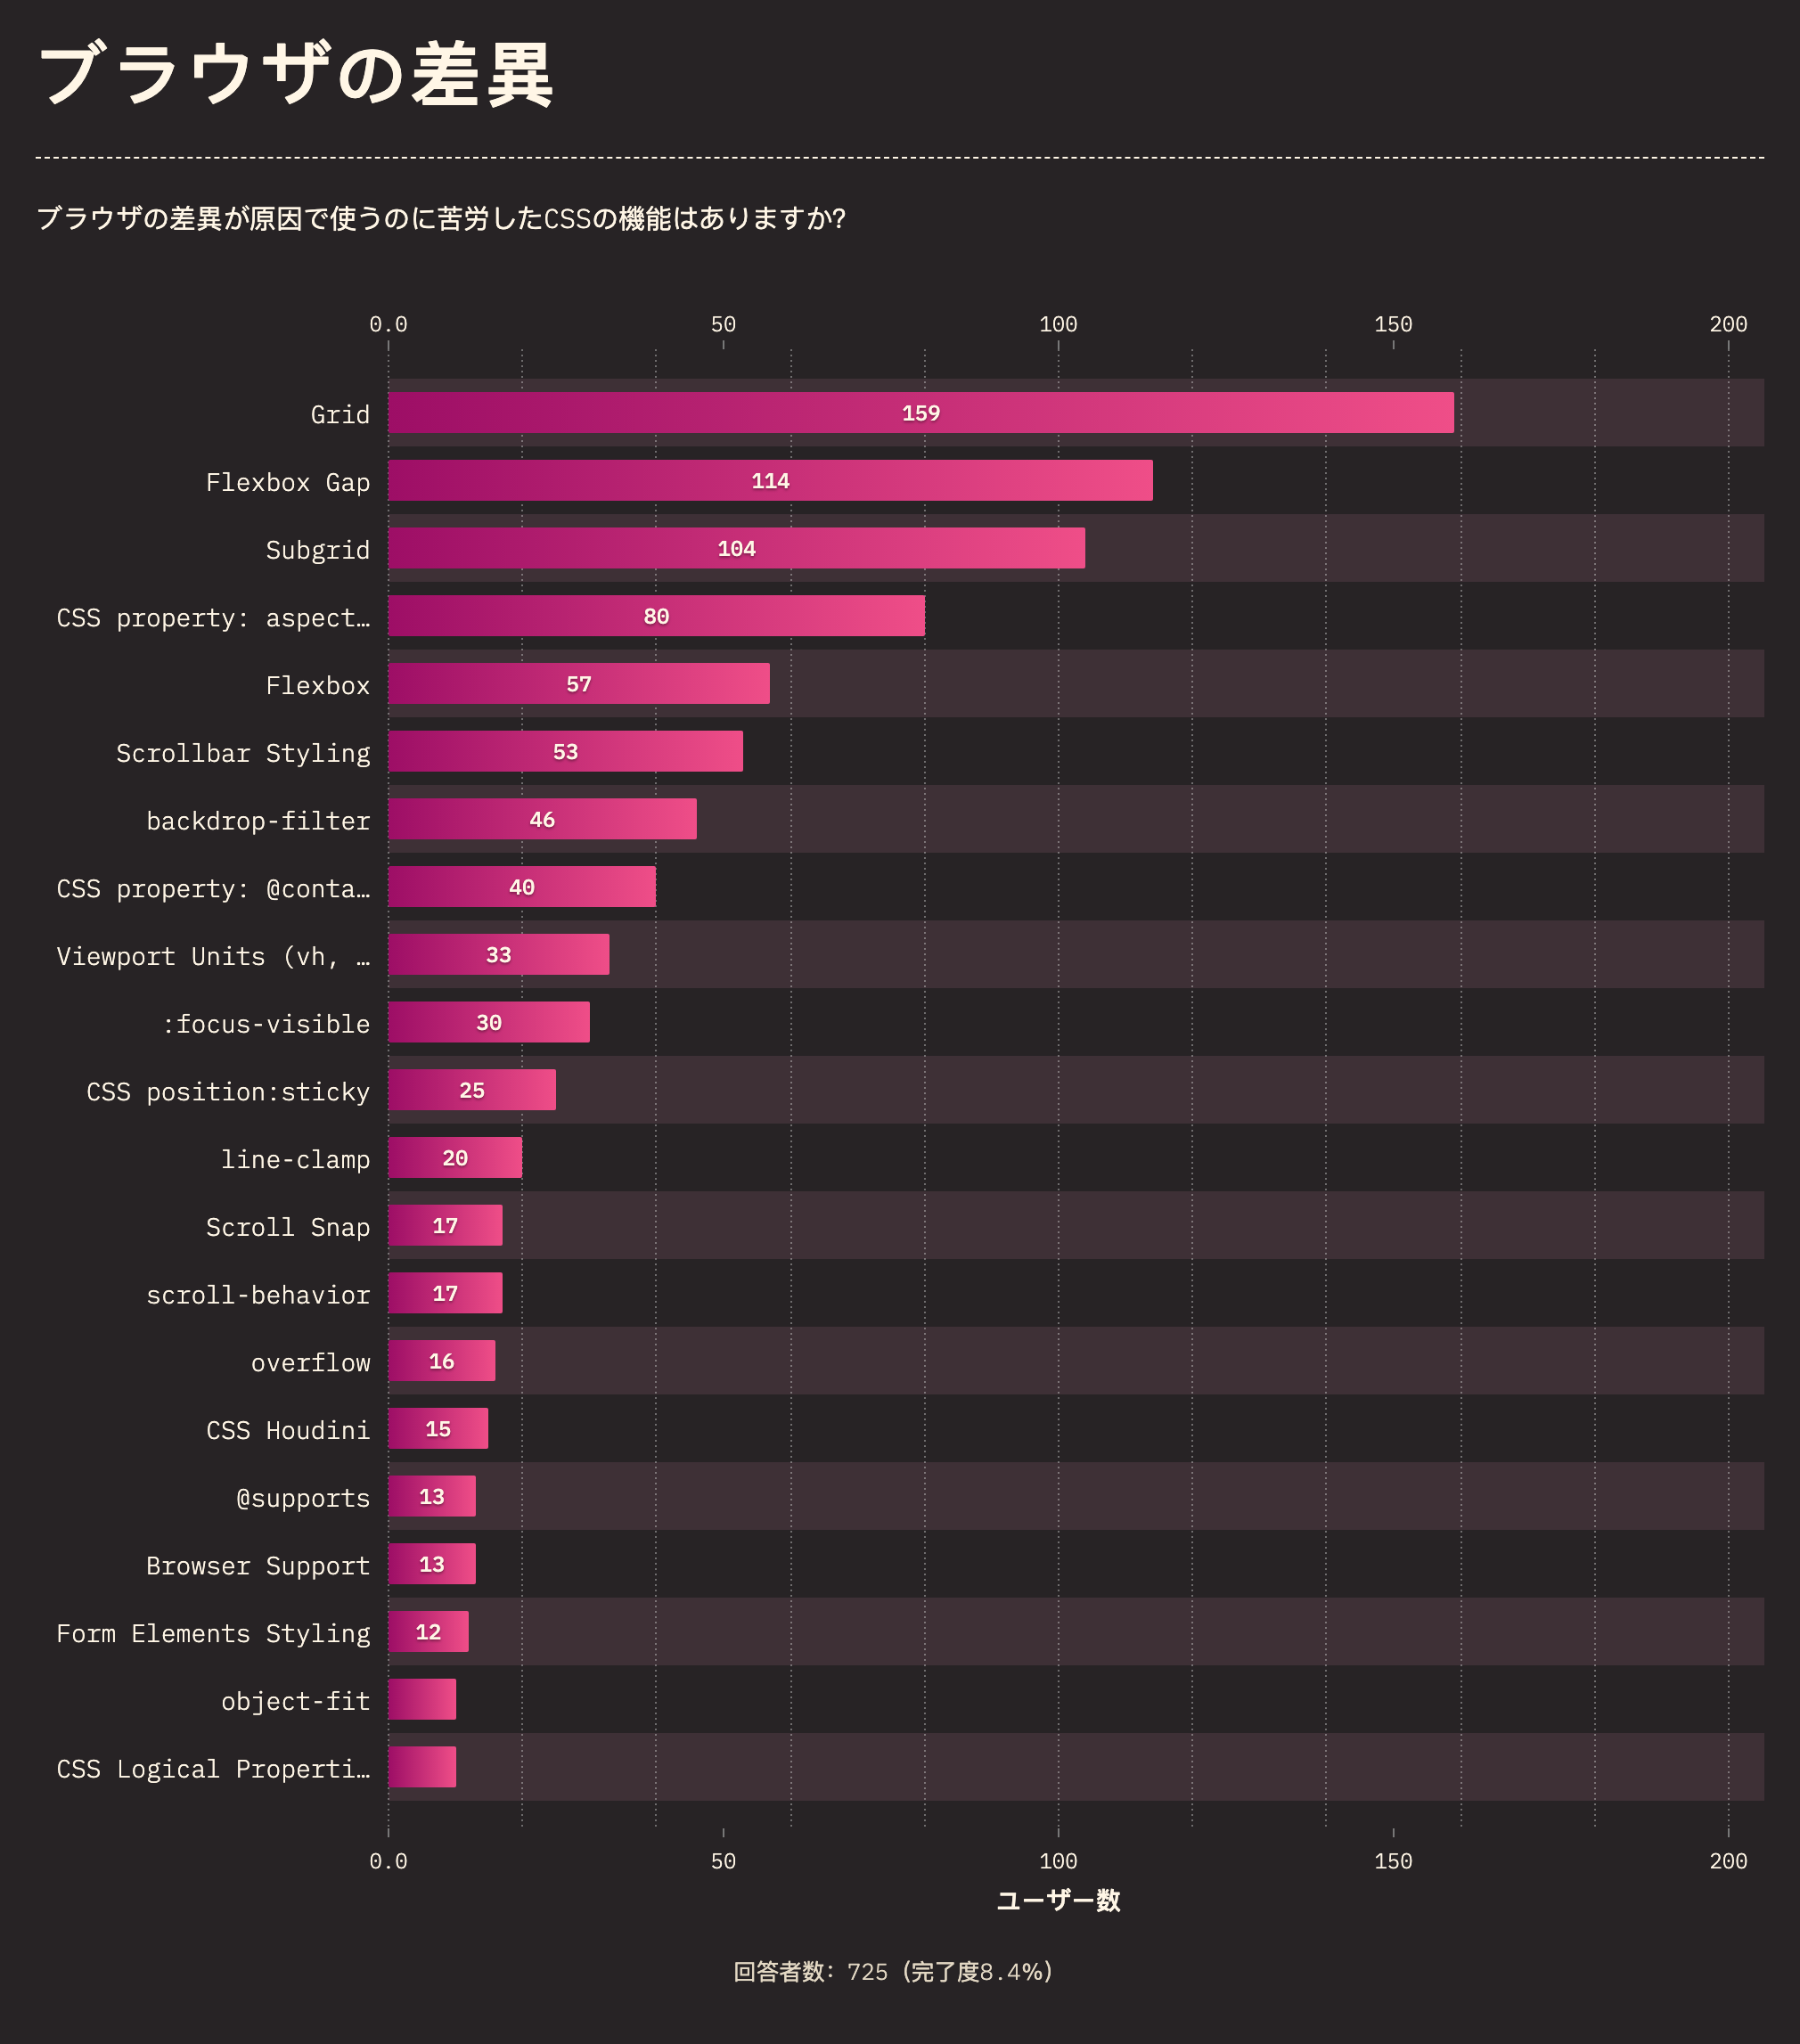 ブラウザの差異
ブラウザの差異が原因で使うのに苦労したCSSの機能はありますか?
0.0 50 100 150 200
Grid 159
Flexbox Gap 114
Subgrid 104
CSS property: aspect… 80
Flexbox 57
Scrollbar Styling 53
backdrop-filter 46
CSS property: @conta… 40
Viewport Units (vh, … 33
:focus-visible 30
CSS position:sticky 25
line-clamp 20
Scroll Snap 17
scroll-behavior 17
overflow 16
CSS Houdini 15
@supports 13
Browser Support 13
Form Elements Styling 12
object-fit
CSS Logical Properti…
0.0 50 100 150 200
ユーザー数
回答者数: 725 (完了度8.4%)